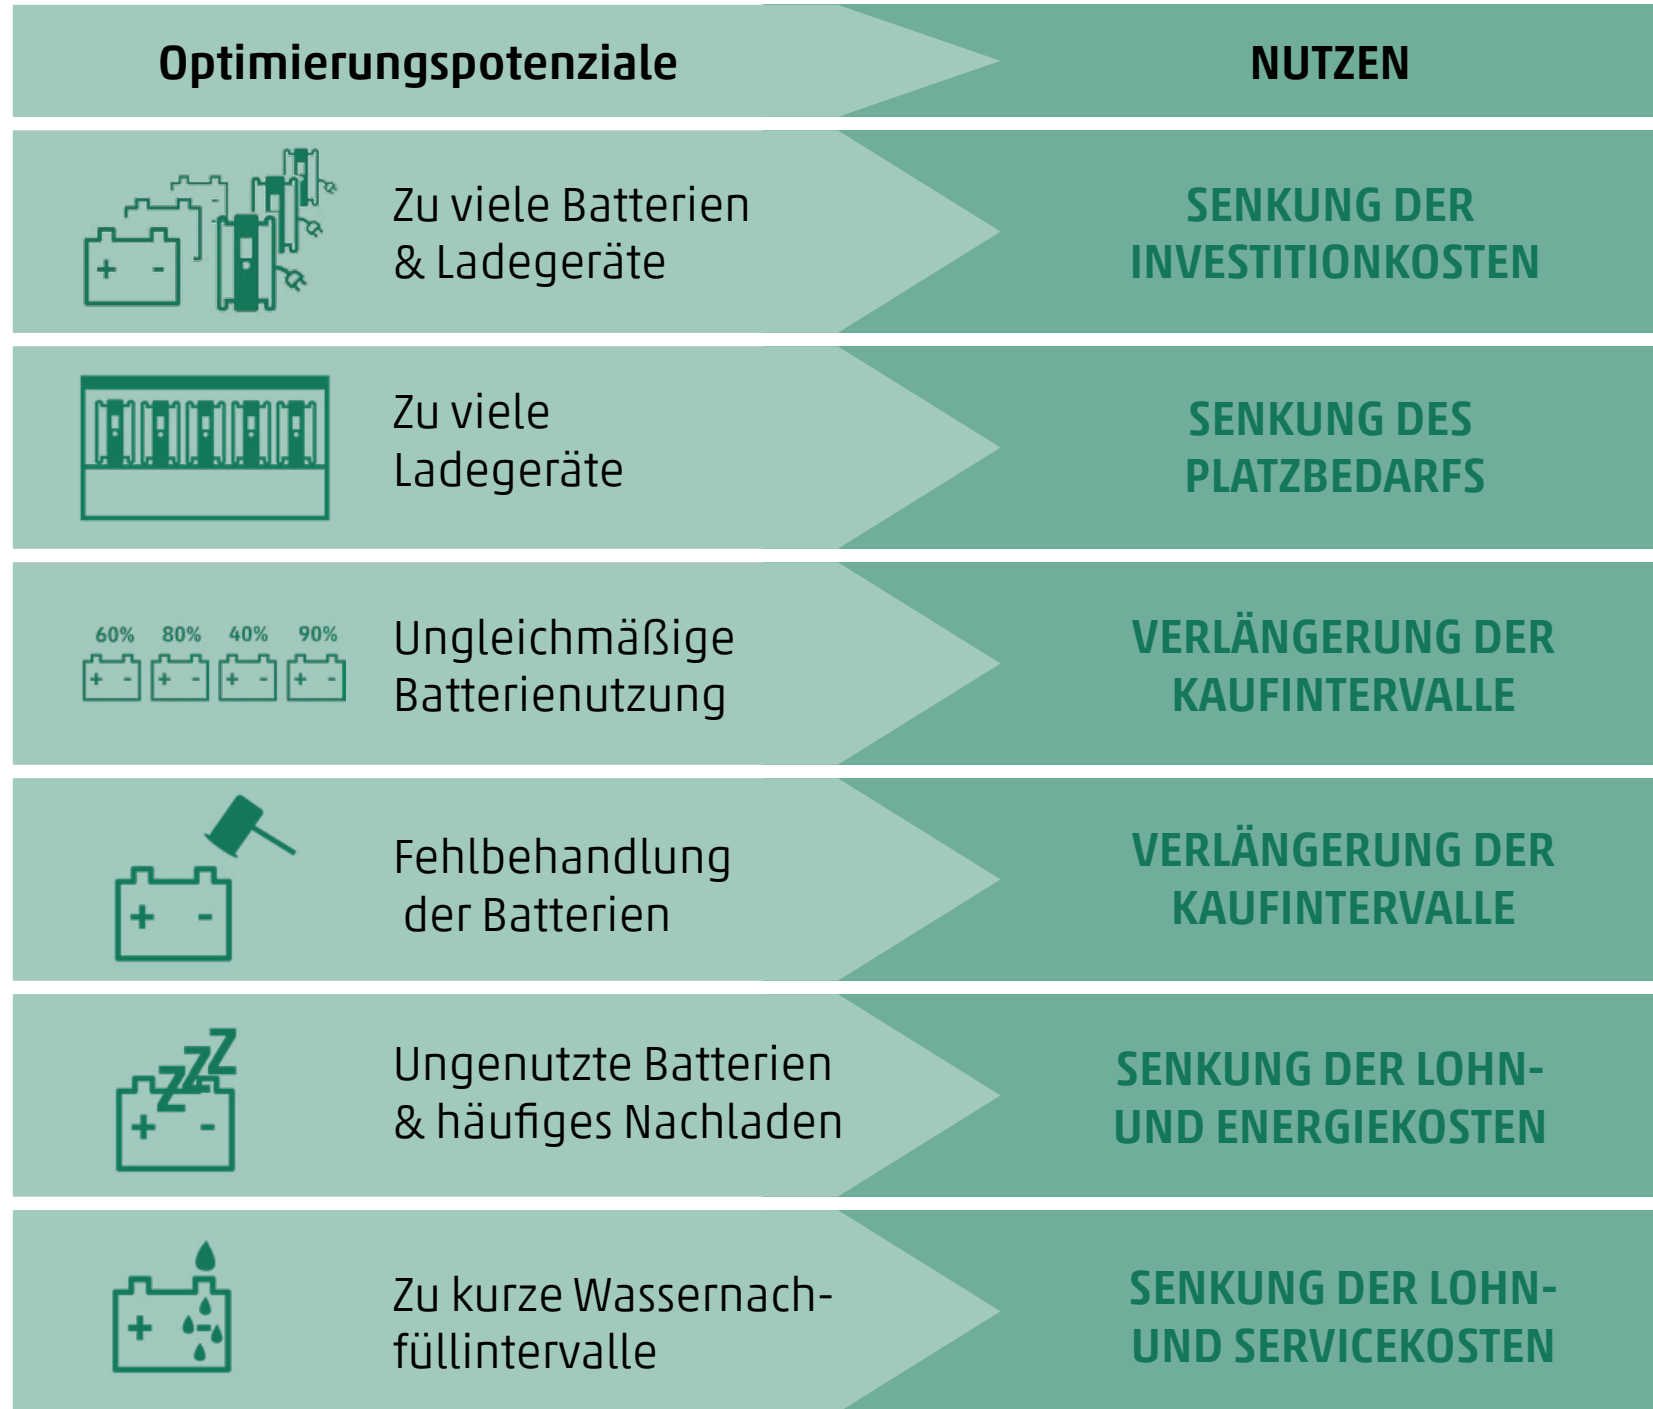 Optimierungspotenziale
NUTZEN
Zu viele Batterien
& Ladegeräte
SENKUNG DER
INVESTITIONKOSTEN
Zu viele
Ladegeräte
SENKUNG DES
PLATZBEDARFS
60% 80% 40% 90%
+ - + - + - + -
Ungleichmäßige
Batterienutzung
VERLÄNGERUNG DER
KAUFINTERVALLE
+ -
Fehlbehandlung
der Batterien
VERLÄNGERUNG DER
KAUFINTERVALLE
ZZZ
+ -
Ungenutzte Batterien
& häufiges Nachladen
SENKUNG DER LOHN-
UND ENERGIEKOSTEN
+ -
Zu kurze Wassernach-
füllintervalle
SENKUNG DER LOHN-
UND SERVICEKOSTEN